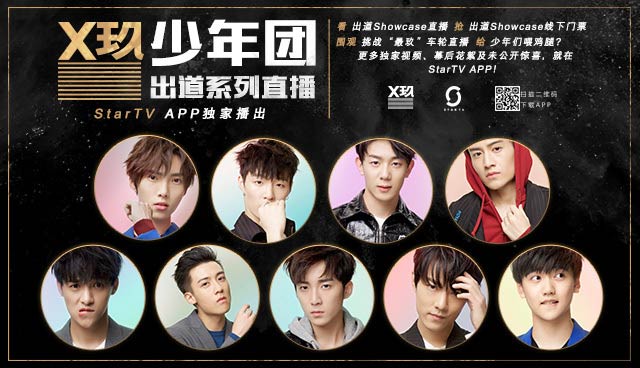 X玖少年团
出道系列直播
StarTV APP独家播出
看 出道Showcase直播 抢 出道Showcase线下门票
围观 挑战“最玖”车轮直播 给 少年们喂鸡腿?
更多独家视频、幕后花絮及未公开惊喜，就在
StarTV APP!
X玖
STARTV
扫描二维码
下载APP